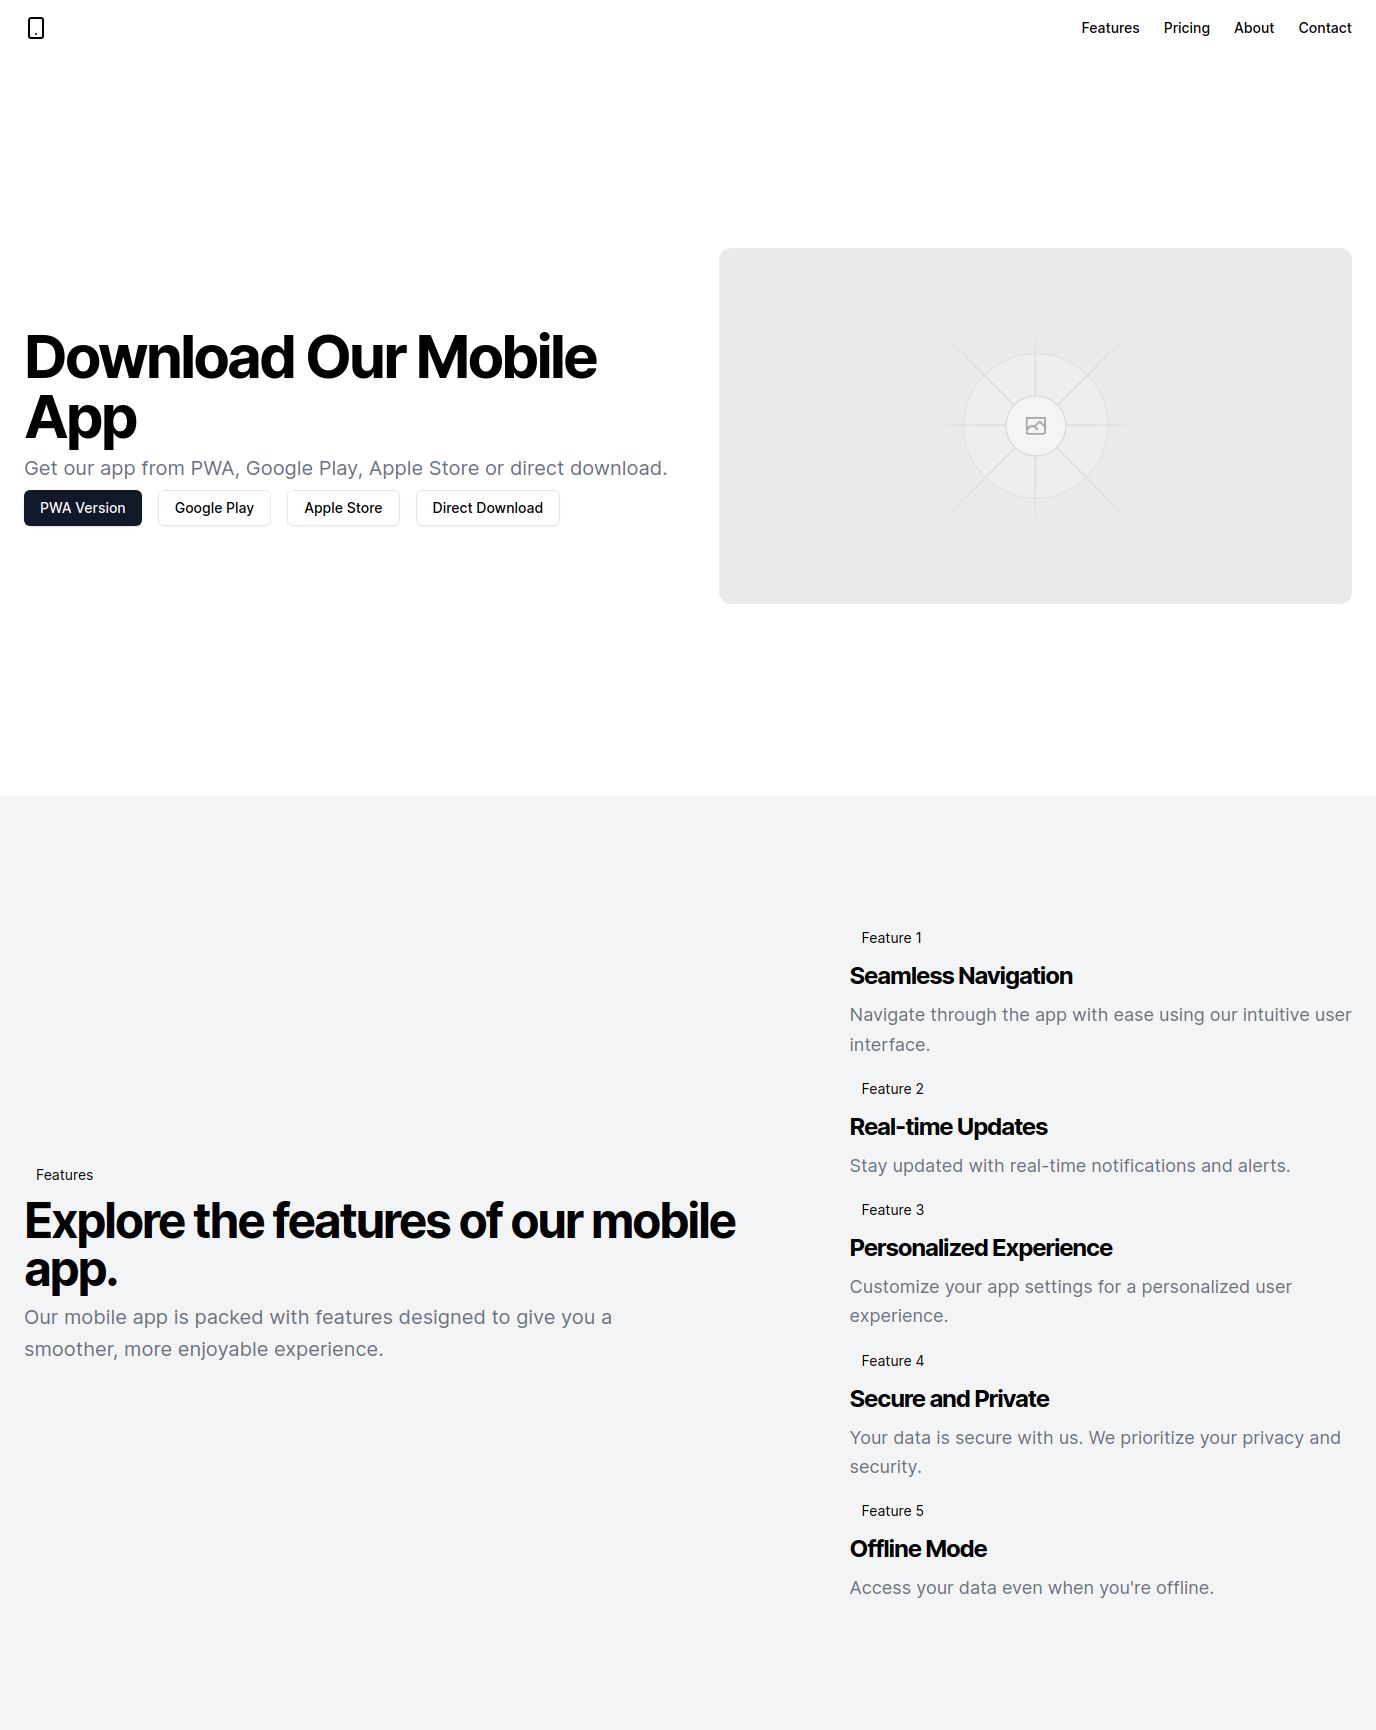 Features
Pricing
About
Contact
Download Our Mobile
App
Get our app from PWA, Google Play, Apple Store or direct download.
PWA Version
Google Play
Apple Store
Direct Download
Features
Explore the features of our mobile
app.
Our mobile app is packed with features designed to give you a
smoother, more enjoyable experience.
Feature 1
Seamless Navigation
Navigate through the app with ease using our intuitive user
interface.
Feature 2
Real-time Updates
Stay updated with real-time notifications and alerts.
Feature 3
Personalized Experience
Customize your app settings for a personalized user
experience.
Feature 4
Secure and Private
Your data is secure with us. We prioritize your privacy and
security.
Feature 5
Offline Mode
Access your data even when you're offline.